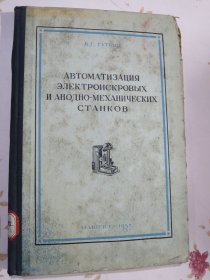 АВТОМАТИЗАЦИЯ
ЭЛЕКТРОИСКРОВЫХ
И АНОДНО-МЕХАНИЧЕСКИХ
СТАНКОВ